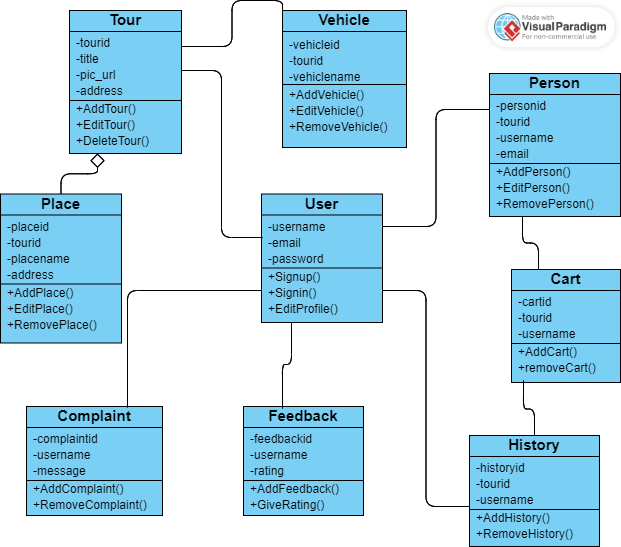 Made with
VisualParadigm
For non-commercial use
Tour
-tourid
-title
-pic_url
-address
+AddTour()
+EditTour()
+DeleteTour()
Vehicle
-vehicleid
-tourid
-vehiclename
+AddVehicle()
+EditVehicle()
+RemoveVehicle()
Person
-personid
-tourid
-username
-email
+AddPerson()
+EditPerson()
+RemovePerson()
Place
-placeid
-tourid
-placename
-address
+AddPlace()
+EditPlace()
+RemovePlace()
User
-username
-email
-password
+Signup()
+Signin()
+EditProfile()
Cart
-cartid
-tourid
-username
+AddCart()
+removeCart()
Complaint
-complaintid
-username
-message
+AddComplaint()
+RemoveComplaint()
Feedback
-feedbackid
-username
-rating
+AddFeedback()
+GiveRating()
History
-historyid
-tourid
-username
+AddHistory()
+RemoveHistory()